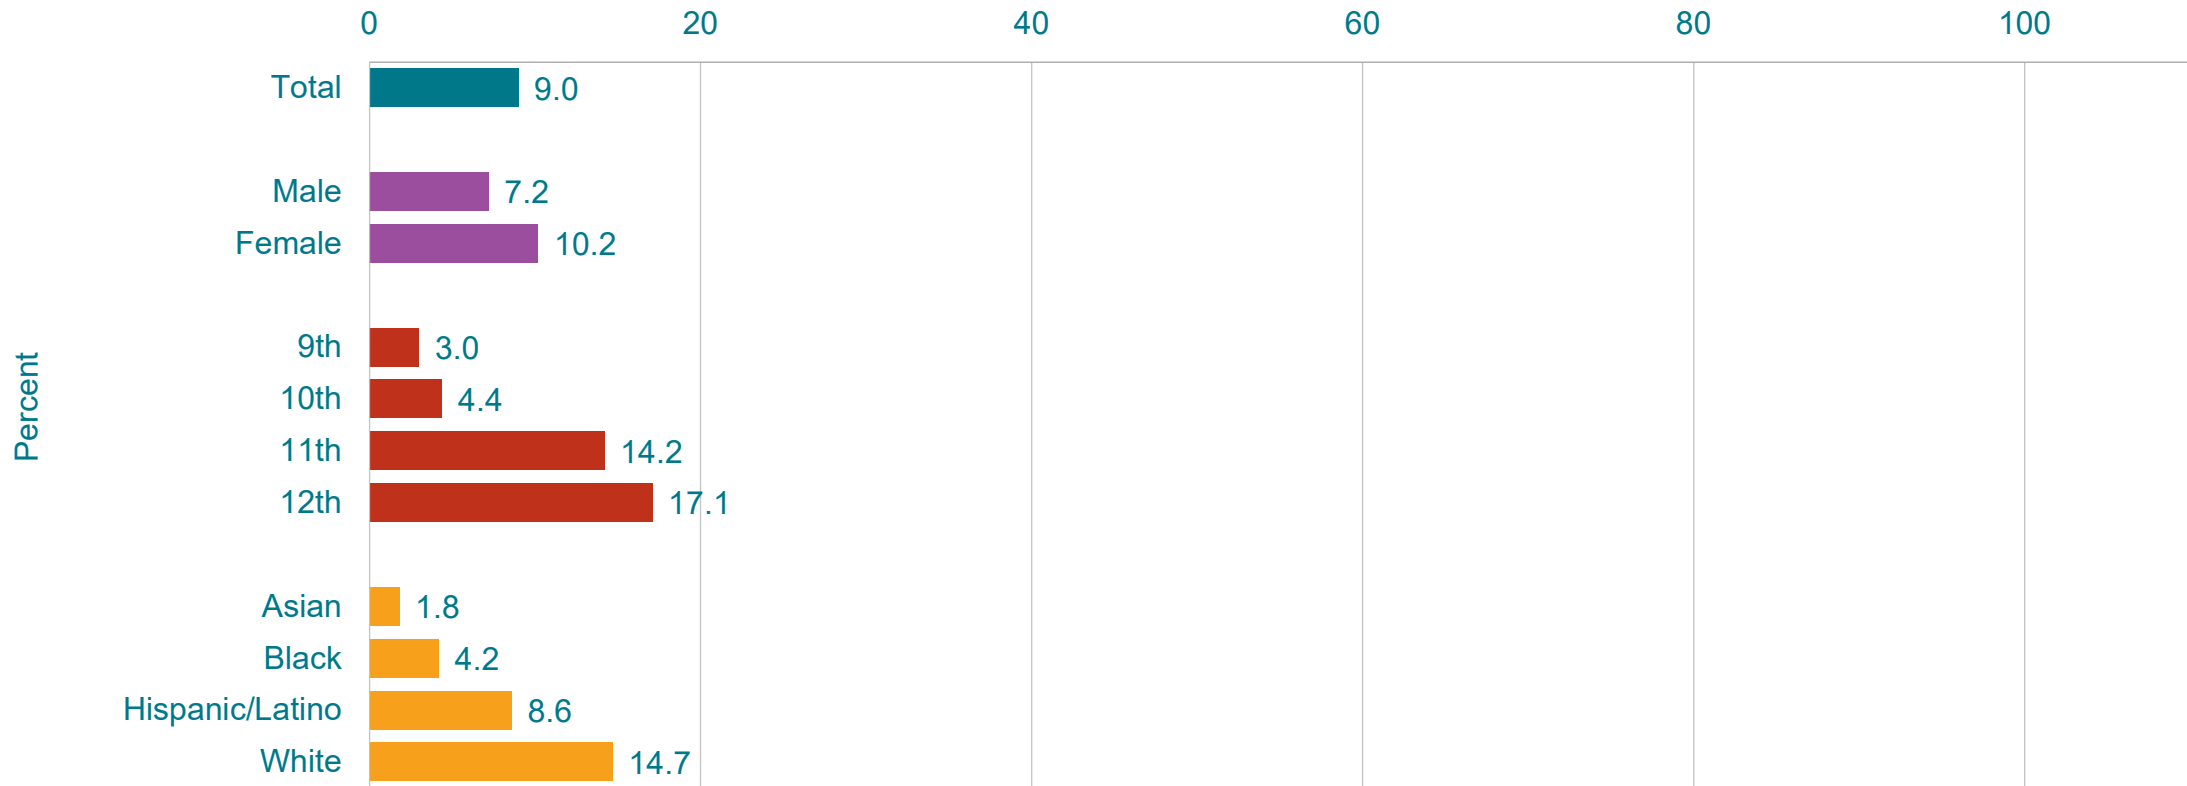 0 20 40 60 80 100
Total 9.0
Male 7.2
Female 10.2
9th 3.0
10th 4.4
11th 14.2
12th 17.1
Asian 1.8
Black 4.2
Hispanic/Latino 8.6
White 14.7
Percent